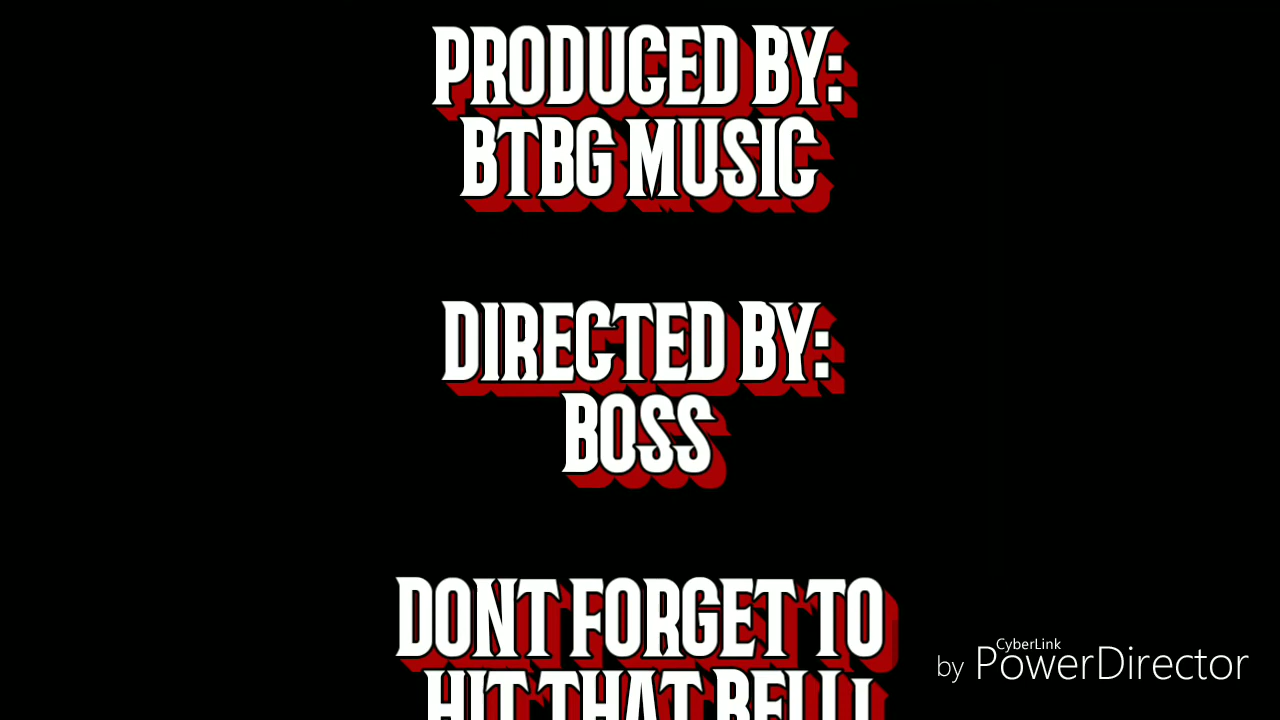 PRODUCED BY:
BTBG MUSIC
DIRECTED BY:
BOSS
DONT FORGET TO
HIT THAT BELL!
CyberLink
by PowerDirector